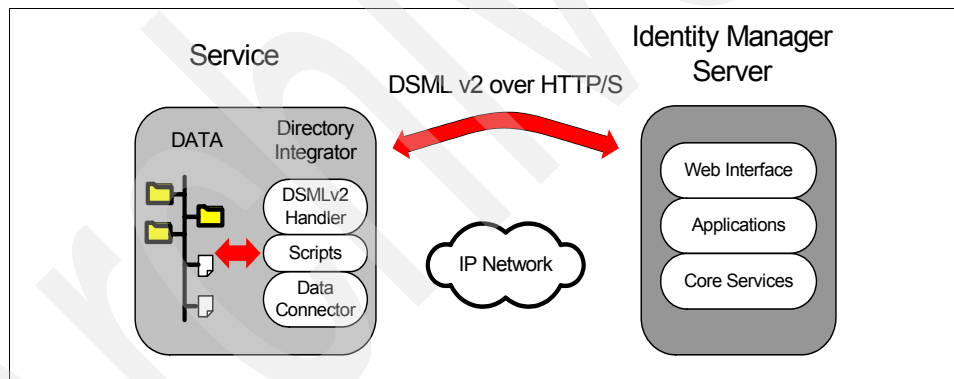 Service
Identity Manager
Server
DSML v2 over HTTP/S
DATA
Directory
Integrator
DSMLv2
Handler
Scripts
Data
Connector
IP Network
Web Interface
Applications
Core Services